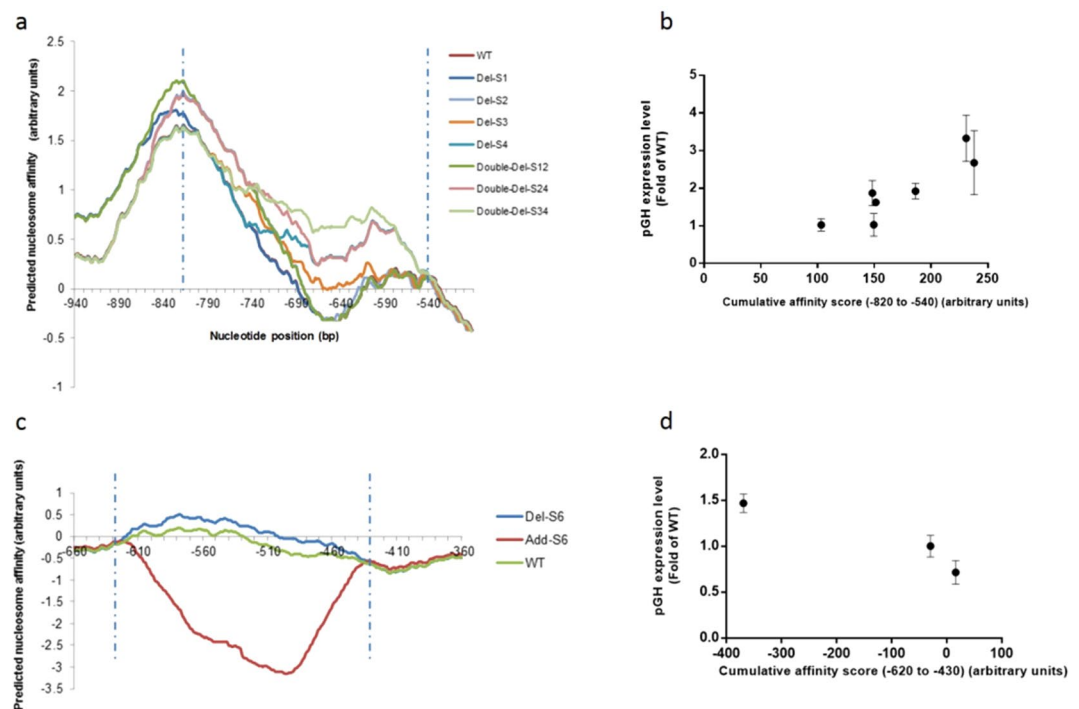 a
Predicted nucleosome affinity (arbitrary units)
2.5
2
1.5
1
0.5
0
-0.5
-1
-940 -890 -840 -790 -740 -690 -640 -590 -540
Nucleotide position (bp)
WT
Del-S1
Del-S2
Del-S3
Del-S4
Double-Del-S12
Double-Del-S24
Double-Del-S34
b
pGH expression level
(Fold of WT)
5
4
3
2
1
0
0 50 100 150 200 250
Cumulative affinity score (-820 to -540) (arbitrary units)
c
Predicted nucleosome affinity (arbitrary units)
1
0.5
0
-0.5
-1
-1.5
-2
-2.5
-3
-3.5
-660 -610 -560 -510 -460 -410 -360
Del-S6
Add-S6
WT
d
pGH expression level
(Fold of WT)
2.0
1.5
1.0
0.5
0.0
-400 -300 -200 -100 0 100
Cumulative affinity score (-620 to -430) (arbitrary units)